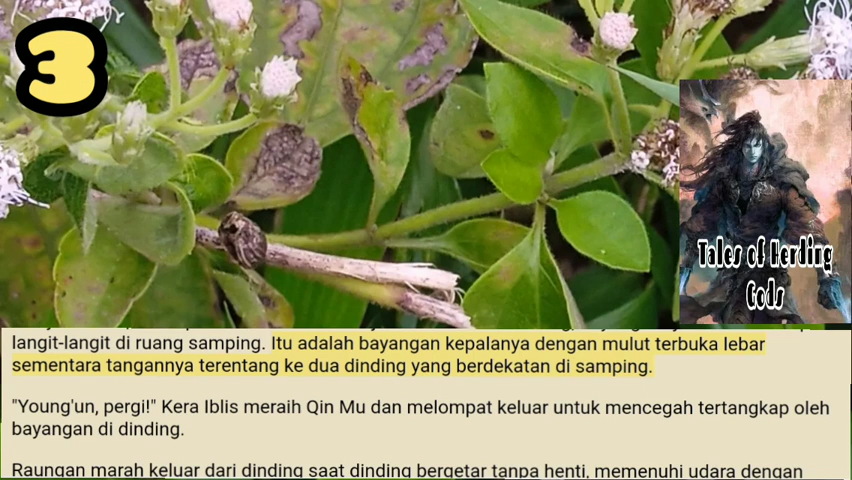 3
Tales of Herding
Gods
langit-langit di ruang samping. Itu adalah bayangan kepalanya dengan mulut terbuka lebar
sementara tangannya terentang ke dua dinding yang berdekatan di samping.
"Young'un, pergi!" Kera Iblis meraih Qin Mu dan melompat keluar untuk mencegah tertangkap oleh
bayangan di dinding.
Raungan marah keluar dari dinding saat dinding bergetar tanpa henti, memenuhi udara dengan